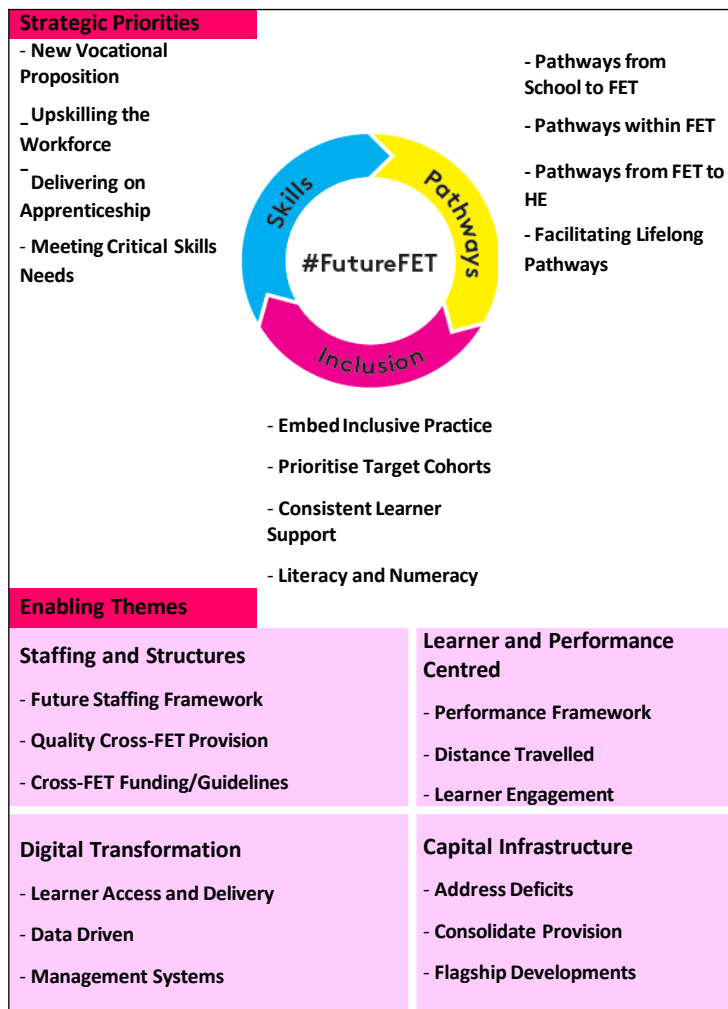 Strategic Priorities
- New Vocational
Proposition
- Upskilling the
Workforce
- Delivering on
Apprenticeship
- Meeting Critical Skills
Needs
Skills
Pathways
Inclusion
#FutureFET
- Pathways from
School to FET
- Pathways within FET
- Pathways from FET to
HE
- Facilitating Lifelong
Pathways
- Embed Inclusive Practice
- Prioritise Target Cohorts
- Consistent Learner
Support
- Literacy and Numeracy
Enabling Themes
Staffing and Structures
- Future Staffing Framework
- Quality Cross-FET Provision
- Cross-FET Funding/Guidelines
Learner and Performance
Centred
- Performance Framework
- Distance Travelled
- Learner Engagement
Digital Transformation
- Learner Access and Delivery
- Data Driven
- Management Systems
Capital Infrastructure
- Address Deficits
- Consolidate Provision
- Flagship Developments